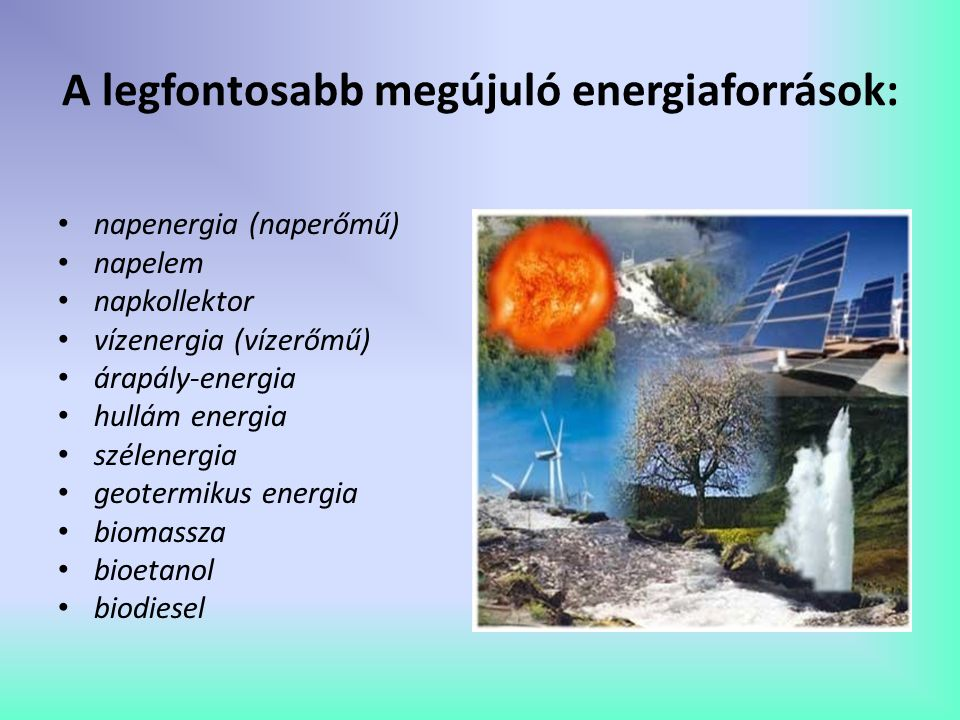 A legfontosabb megújuló energiaforrások:
• napenergia (naperőmű)
• napelem
• napkollektor
• vízenergia (vízerőmű)
• árapály-energia
• hullám energia
• szélenergia
• geotermikus energia
• biomassza
• bioetanol
• biodiesel